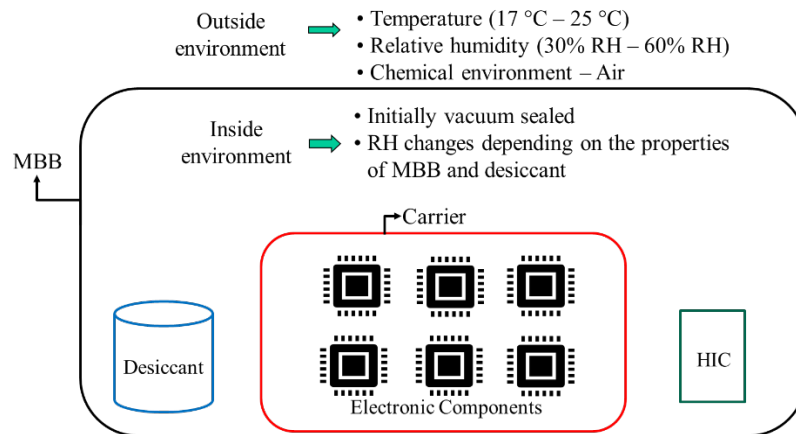 Outside
environment
• Temperature (17 °C – 25 °C)
• Relative humidity (30% RH – 60% RH)
• Chemical environment – Air
Inside
environment
• Initially vacuum sealed
• RH changes depending on the properties
of MBB and desiccant
MBB
Carrier
Desiccant
Electronic Components
HIC